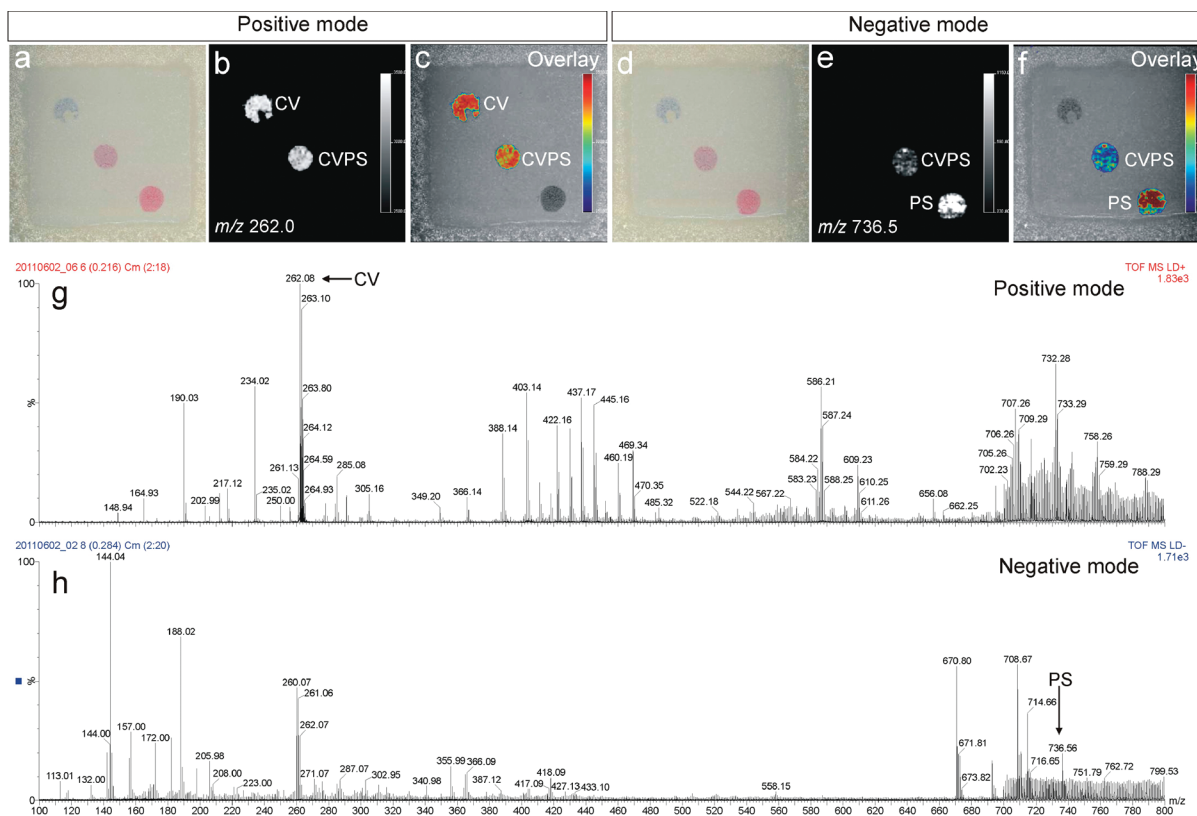 Positive mode
Negative mode
a
b
CV
CVPS
m/z 262.0
c
Overlay
CV
CVPS
d
e
CVPS
PS
m/z 736.5
f
Overlay
CVPS
PS
20110602_06 6 (0.216) Cm (2:18)
TOF MS LD+
1.83e3
g
Positive mode
100
%
0
262.08
CV
263.10
234.02
263.80
190.03
264.12
264.59
261.13
285.08
217.12
235.02
264.93
164.93
305.16
202.99
250.00
148.94
349.20
366.14
388.14
403.14
422.16
437.17
445.16
460.19
469.34
470.35
485.32
522.18
544.22
567.22
586.21
587.24
584.22
583.23
588.25
609.23
610.25
611.26
656.08
662.25
732.28
707.26
733.29
709.29
706.26
705.26
702.23
758.26
759.29
788.29
20110602_02 8 (0.284) Cm (2:20)
TOF MS LD-
1.71e3
h
Negative mode
100
%
0
144.04
188.02
260.07
261.06
262.07
144.00
157.00
172.00
205.98
208.00
223.00
113.01
132.00
271.07
287.07
302.95
340.98
355.99
366.09
387.12
417.09
418.09
427.13
433.10
558.15
670.80
671.81
673.82
708.67
714.66
716.65
PS
736.56
751.79
762.72
799.53
100 120 140 160 180 200 220 240 260 280 300 320 340 360 380 400 420 440 460 480 500 520 540 560 580 600 620 640 660 680 700 720 740 760 780 800
m/z